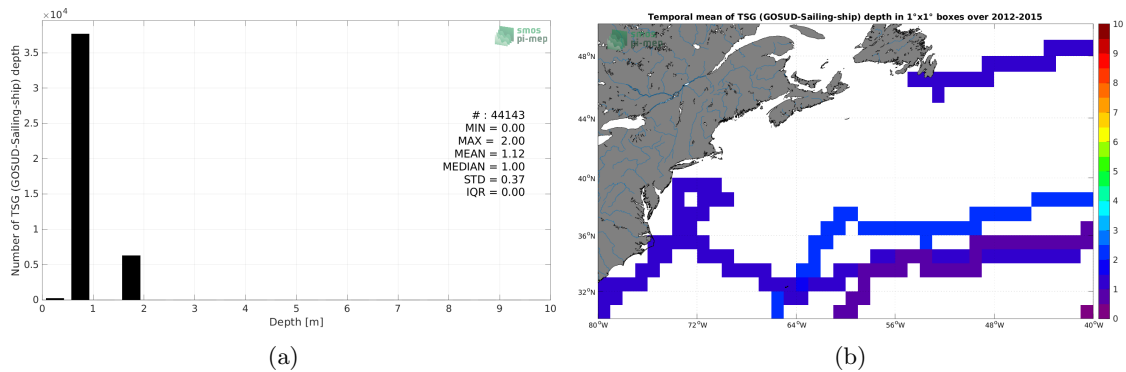 ×10^4
3.5
3
2.5
2
1.5
1
0.5
0
Number of TSG (GOSUD-Sailing-ship) depth
smos
pi-mep
# : 44143
MIN = 0.00
MAX = 2.00
MEAN = 1.12
MEDIAN = 1.00
STD = 0.37
IQR = 0.00
0 1 2 3 4 5 6 7 8 9 10
Depth [m]
(a)
Temporal mean of TSG (GOSUD-Sailing-ship) depth in 1°x1° boxes over 2012-2015
smos
pi-mep
48°N
44°N
40°N
36°N
32°N
80°W 72°W 64°W 56°W 48°W 40°W
10
9
8
7
6
5
4
3
2
1
0
(b)